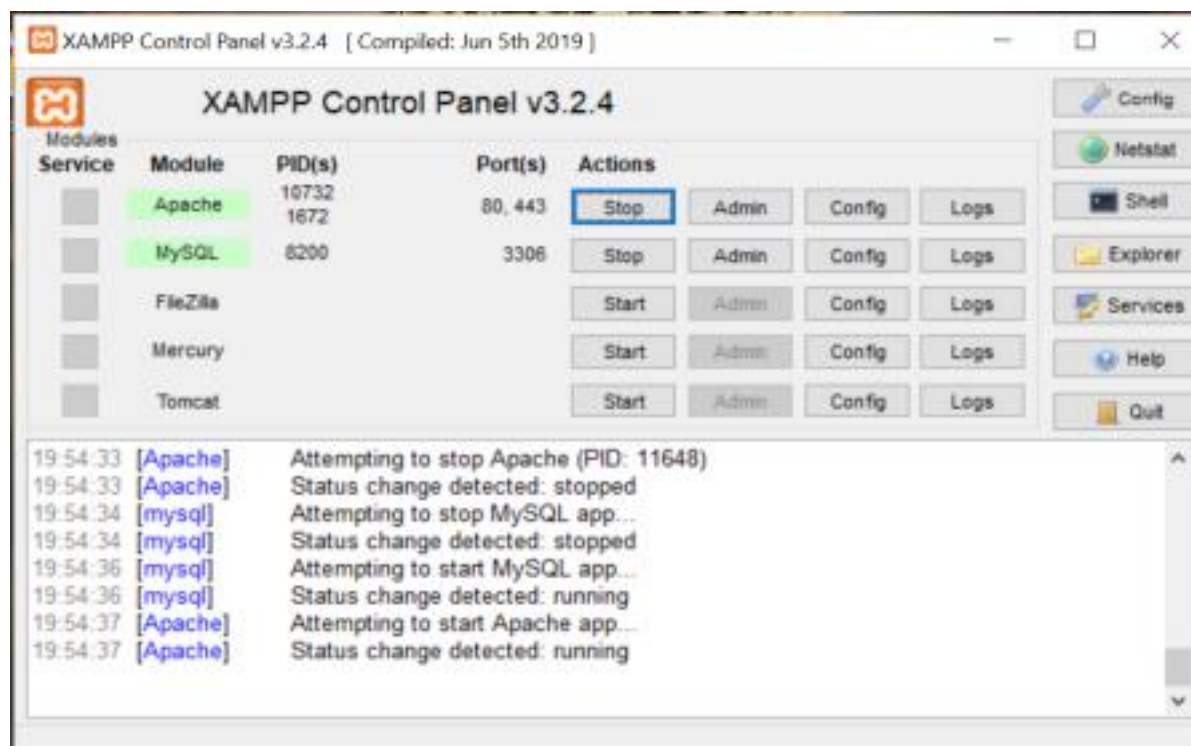 XAMPP Control Panel v3.2.4 [ Compiled: Jun 5th 2019 ]
XAMPP Control Panel v3.2.4
Config
Modules
Netstat
Service Module PID(s) Port(s) Actions
Apache 10732 1672 80, 443 Stop Admin Config Logs
Shell
MySQL 8200 3306 Stop Admin Config Logs
Explorer
FileZilla Start Admin Config Logs
Services
Mercury Start Admin Config Logs
Help
Tomcat Start Admin Config Logs
Quit
19:54:33 [Apache] Attempting to stop Apache (PID: 11648)
19:54:33 [Apache] Status change detected: stopped
19:54:34 [mysql] Attempting to stop MySQL app...
19:54:34 [mysql] Status change detected: stopped
19:54:36 [mysql] Attempting to start MySQL app...
19:54:36 [mysql] Status change detected: running
19:54:37 [Apache] Attempting to start Apache app...
19:54:37 [Apache] Status change detected: running